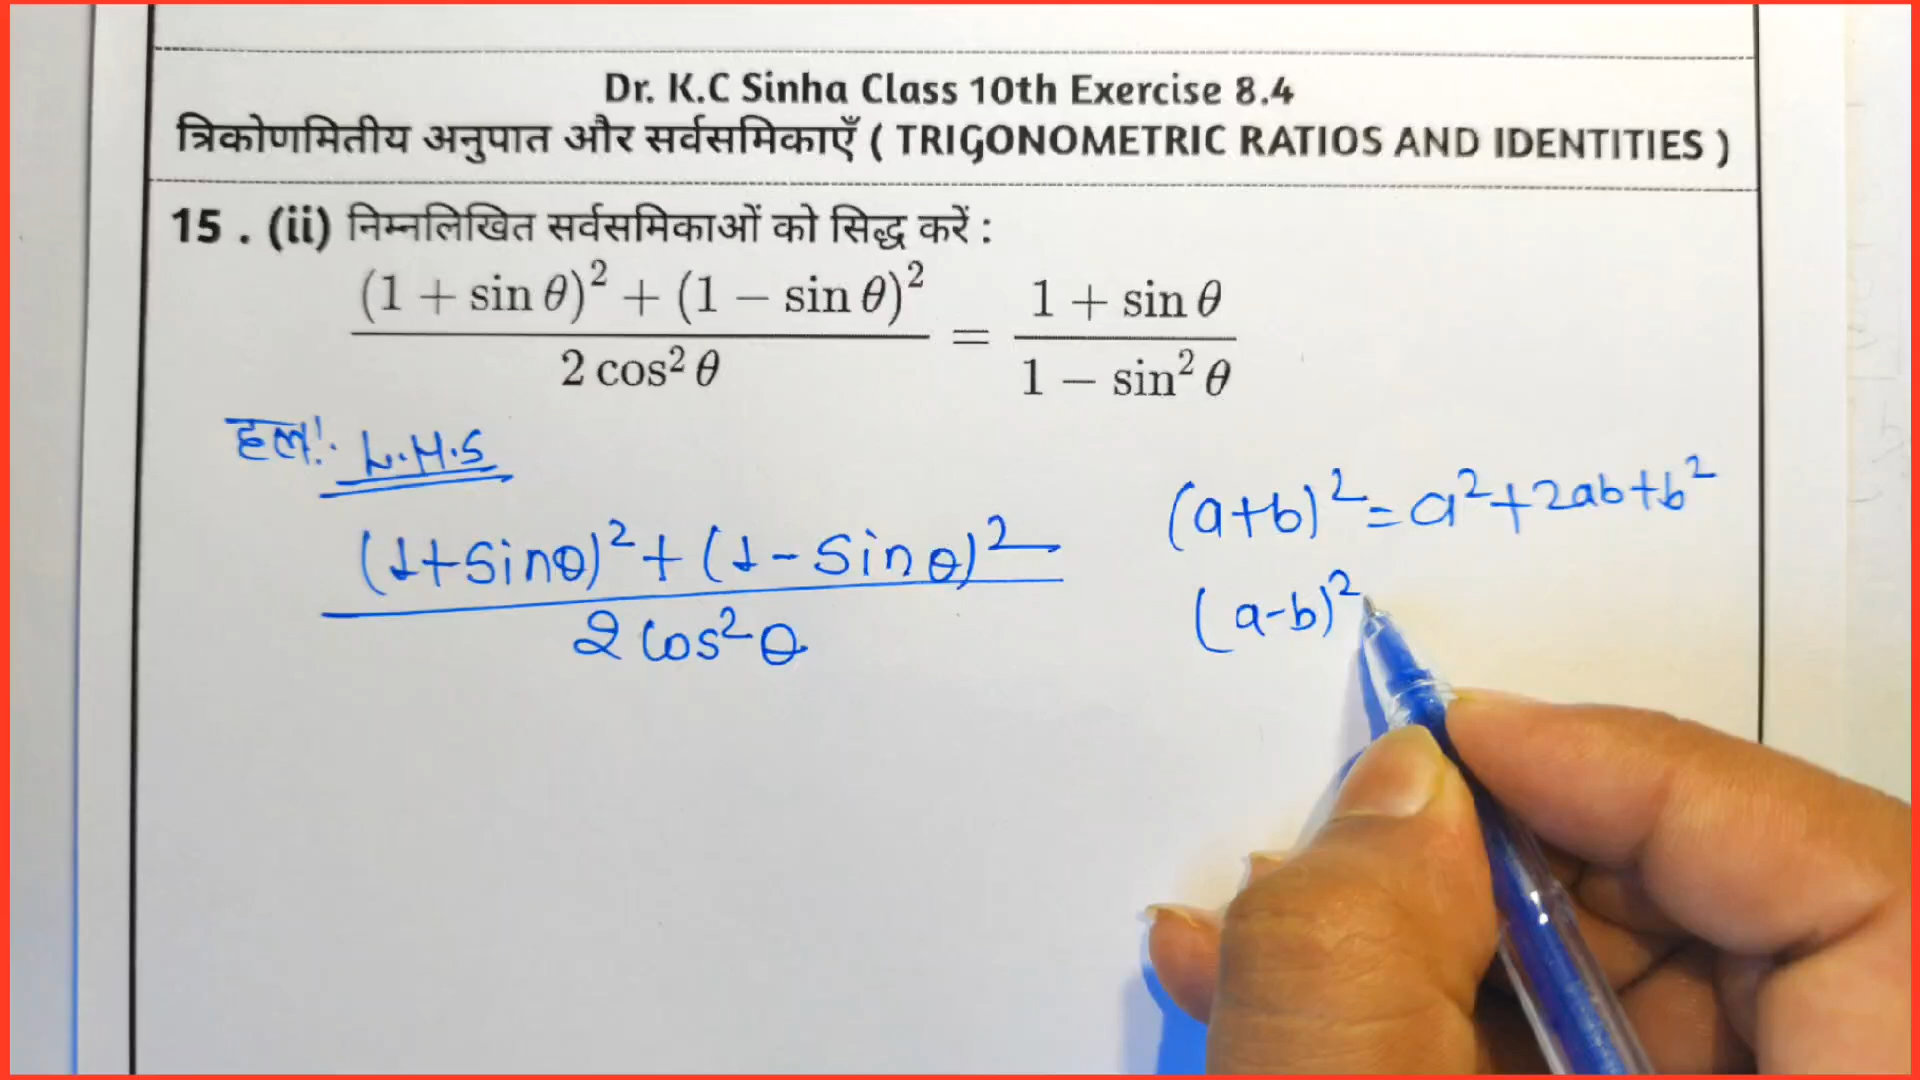 Dr. K.C Sinha Class 10th Exercise 8.4
त्रिकोणमितीय अनुपात और सर्वसमिकाएँ ( TRIGONOMETRIC RATIOS AND IDENTITIES )
15 . (ii) निम्नलिखित सर्वसमिकाओं को सिद्ध करें :
(1 + sin θ)² + (1 − sin θ)² / 2 cos² θ = 1 + sin θ / 1 − sin² θ
हल:. L.H.S
(1+Sinθ)²+(1-Sinθ)² / 2 Cos²θ
(a+b)²=a²+2ab+b²
(a-b)²